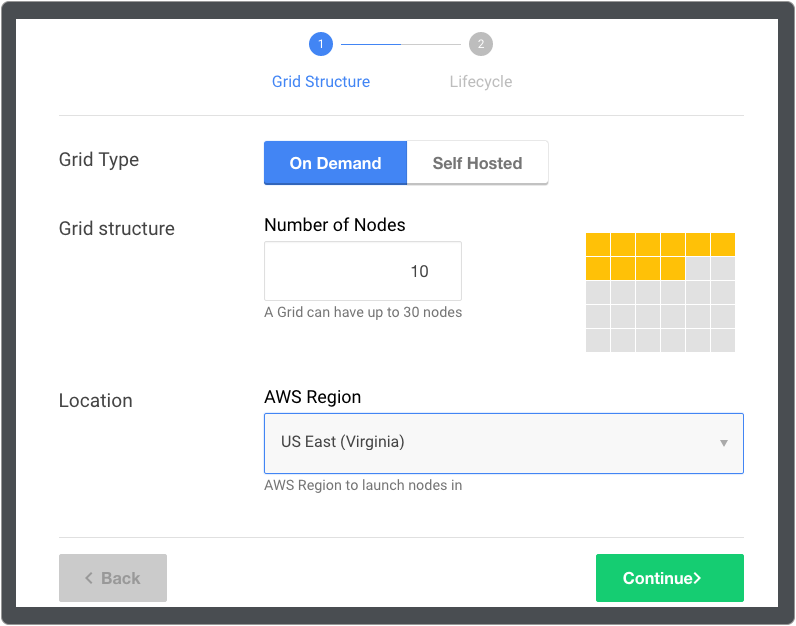 1
2
Grid Structure
Lifecycle
Grid Type
On Demand
Self Hosted
Grid structure
Number of Nodes
10
A Grid can have up to 30 nodes
Location
AWS Region
US East (Virginia)
AWS Region to launch nodes in
Back
Continue